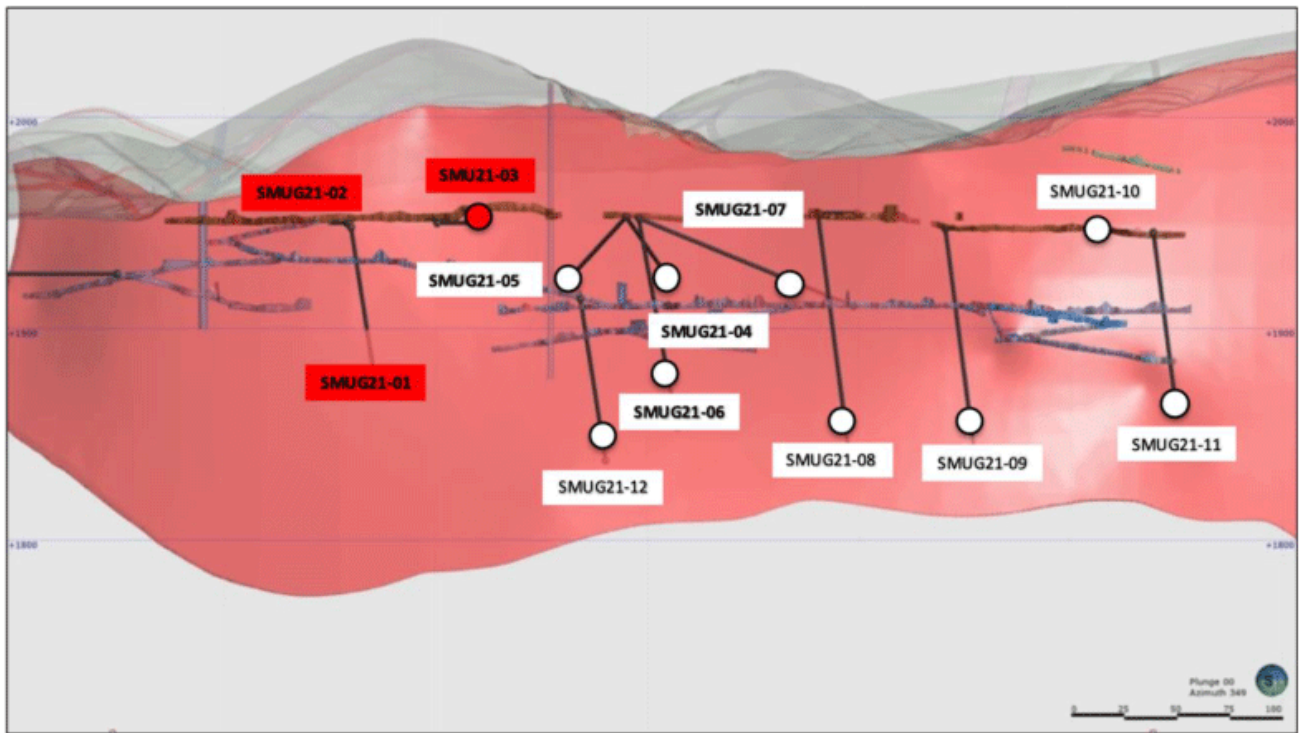 +2000
+2000
SMU21-03
SMUG21-02
SMUG21-10
SMUG21-07
SMUG21-05
+1900
SMUG21-04
+1900
SMUG21-01
SMUG21-06
SMUG21-11
SMUG21-08
SMUG21-09
SMUG21-12
+1800
+1800
Plunge 00
Azimuth 349
S
0 25 50 75 100